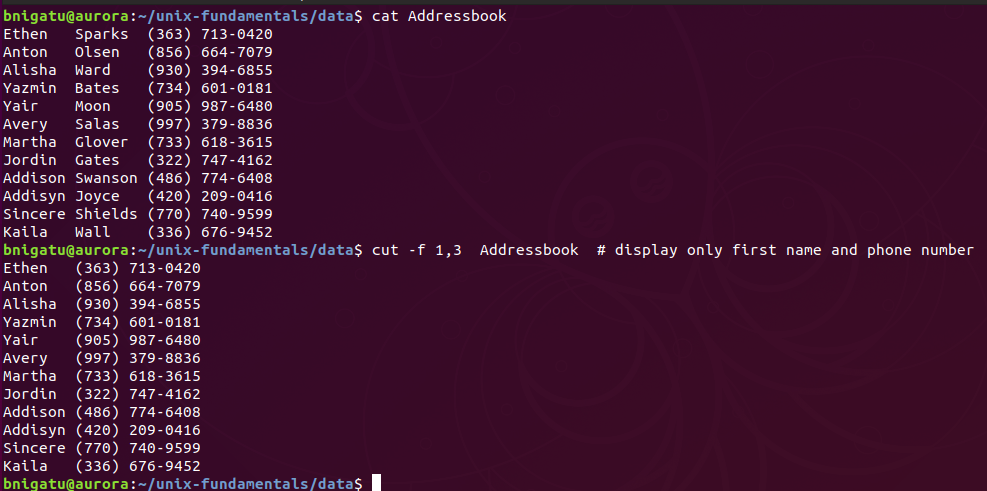 bnigatu@aurora:~/unix-fundamentals/data$ cat Addressbook
Ethen   Sparks  (363) 713-0420
Anton   Olsen   (856) 664-7079
Alisha  Ward    (930) 394-6855
Yazmin  Bates   (734) 601-0181
Yair    Moon    (905) 987-6480
Avery   Salas   (997) 379-8836
Martha  Glover  (733) 618-3615
Jordin  Gates   (322) 747-4162
Addison Swanson (486) 774-6408
Addisyn Joyce   (420) 209-0416
Sincere Shields (770) 740-9599
Kaila   Wall    (336) 676-9452
bnigatu@aurora:~/unix-fundamentals/data$ cut -f 1,3  Addressbook  # display only first name and phone number
Ethen   (363) 713-0420
Anton   (856) 664-7079
Alisha  (930) 394-6855
Yazmin  (734) 601-0181
Yair    (905) 987-6480
Avery   (997) 379-8836
Martha  (733) 618-3615
Jordin  (322) 747-4162
Addison (486) 774-6408
Addisyn (420) 209-0416
Sincere (770) 740-9599
Kaila   (336) 676-9452
bnigatu@aurora:~/unix-fundamentals/data$